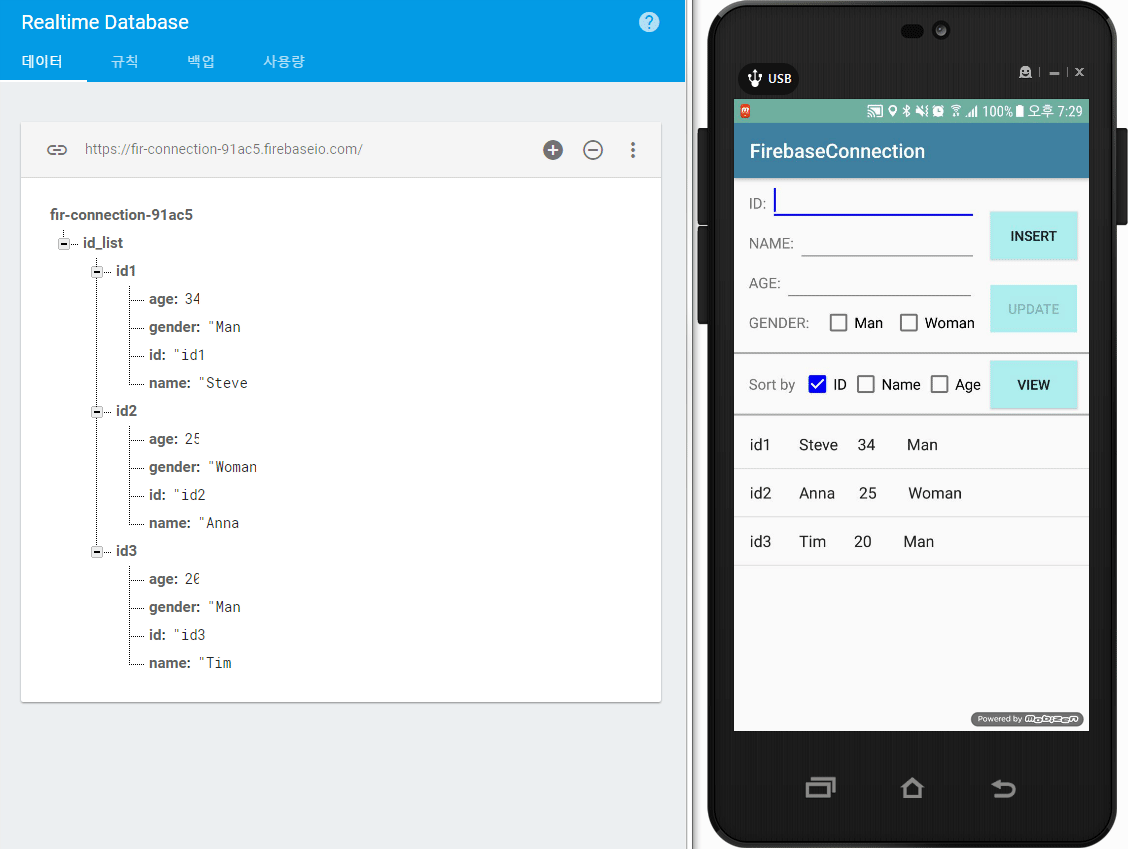 Realtime Database
?
데이터 규칙 백업 사용량
https://fir-connection-91ac5.firebaseio.com/
fir-connection-91ac5
id_list
id1
age: 34
gender: "Man
id: "id1
name: "Steve
id2
age: 25
gender: "Woman
id: "id2
name: "Anna
id3
age: 20
gender: "Man
id: "id3
name: "Tim
USB
100% 오후 7:29
FirebaseConnection
ID:
NAME:
INSERT
AGE:
UPDATE
GENDER: Man Woman
Sort by ID Name Age VIEW
id1 Steve 34 Man
id2 Anna 25 Woman
id3 Tim 20 Man
Powered by mobizen